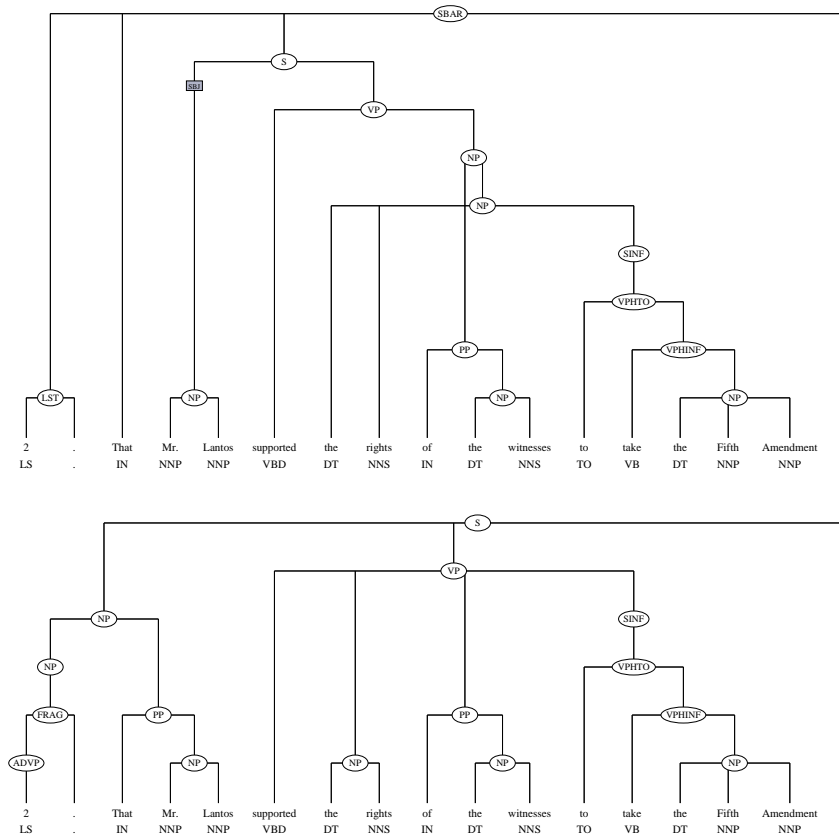 SBAR
S
SBJ
VP
NP
NP
SINF
VPHTO
PP VPHINF
LST NP NP NP
2 . That Mr. Lantos supported the rights of the witnesses to take the Fifth Amendment
LS . IN NNP NNP VBD DT NNS IN DT NNS TO VB DT NNP NNP
S
VP
NP SINF
NP VPHTO
FRAG PP PP VPHINF
ADVP NP NP NP NP
2 . That Mr. Lantos supported the rights of the witnesses to take the Fifth Amendment
LS . IN NNP NNP VBD DT NNS IN DT NNS TO VB DT NNP NNP